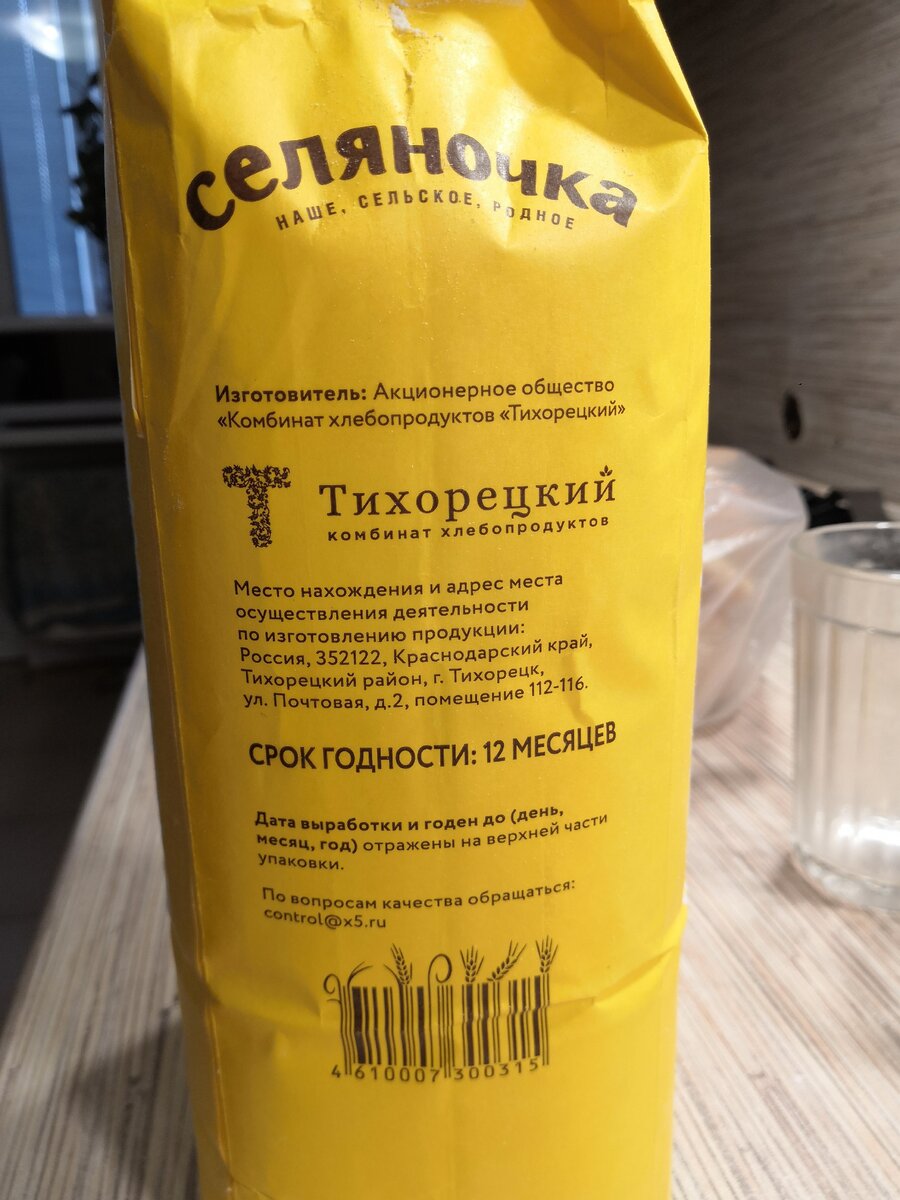 селяночка
НАШЕ, СЕЛЬСКОЕ, РОДНОЕ
Изготовитель: Акционерное общество
«Комбинат хлебопродуктов «Тихорецкий»
Т Тихорецкий
комбинат хлебопродуктов
Место нахождения и адрес места
осуществления деятельности
по изготовлению продукции:
Россия, 352122, Краснодарский край,
Тихорецкий район, г. Тихорецк,
ул. Почтовая, д.2, помещение 112-116.
СРОК ГОДНОСТИ: 12 МЕСЯЦЕВ
Дата выработки и годен до (день,
месяц, год) отражены на верхней части
упаковки.
По вопросам качества обращаться:
control@x5.ru
4 610007 300315